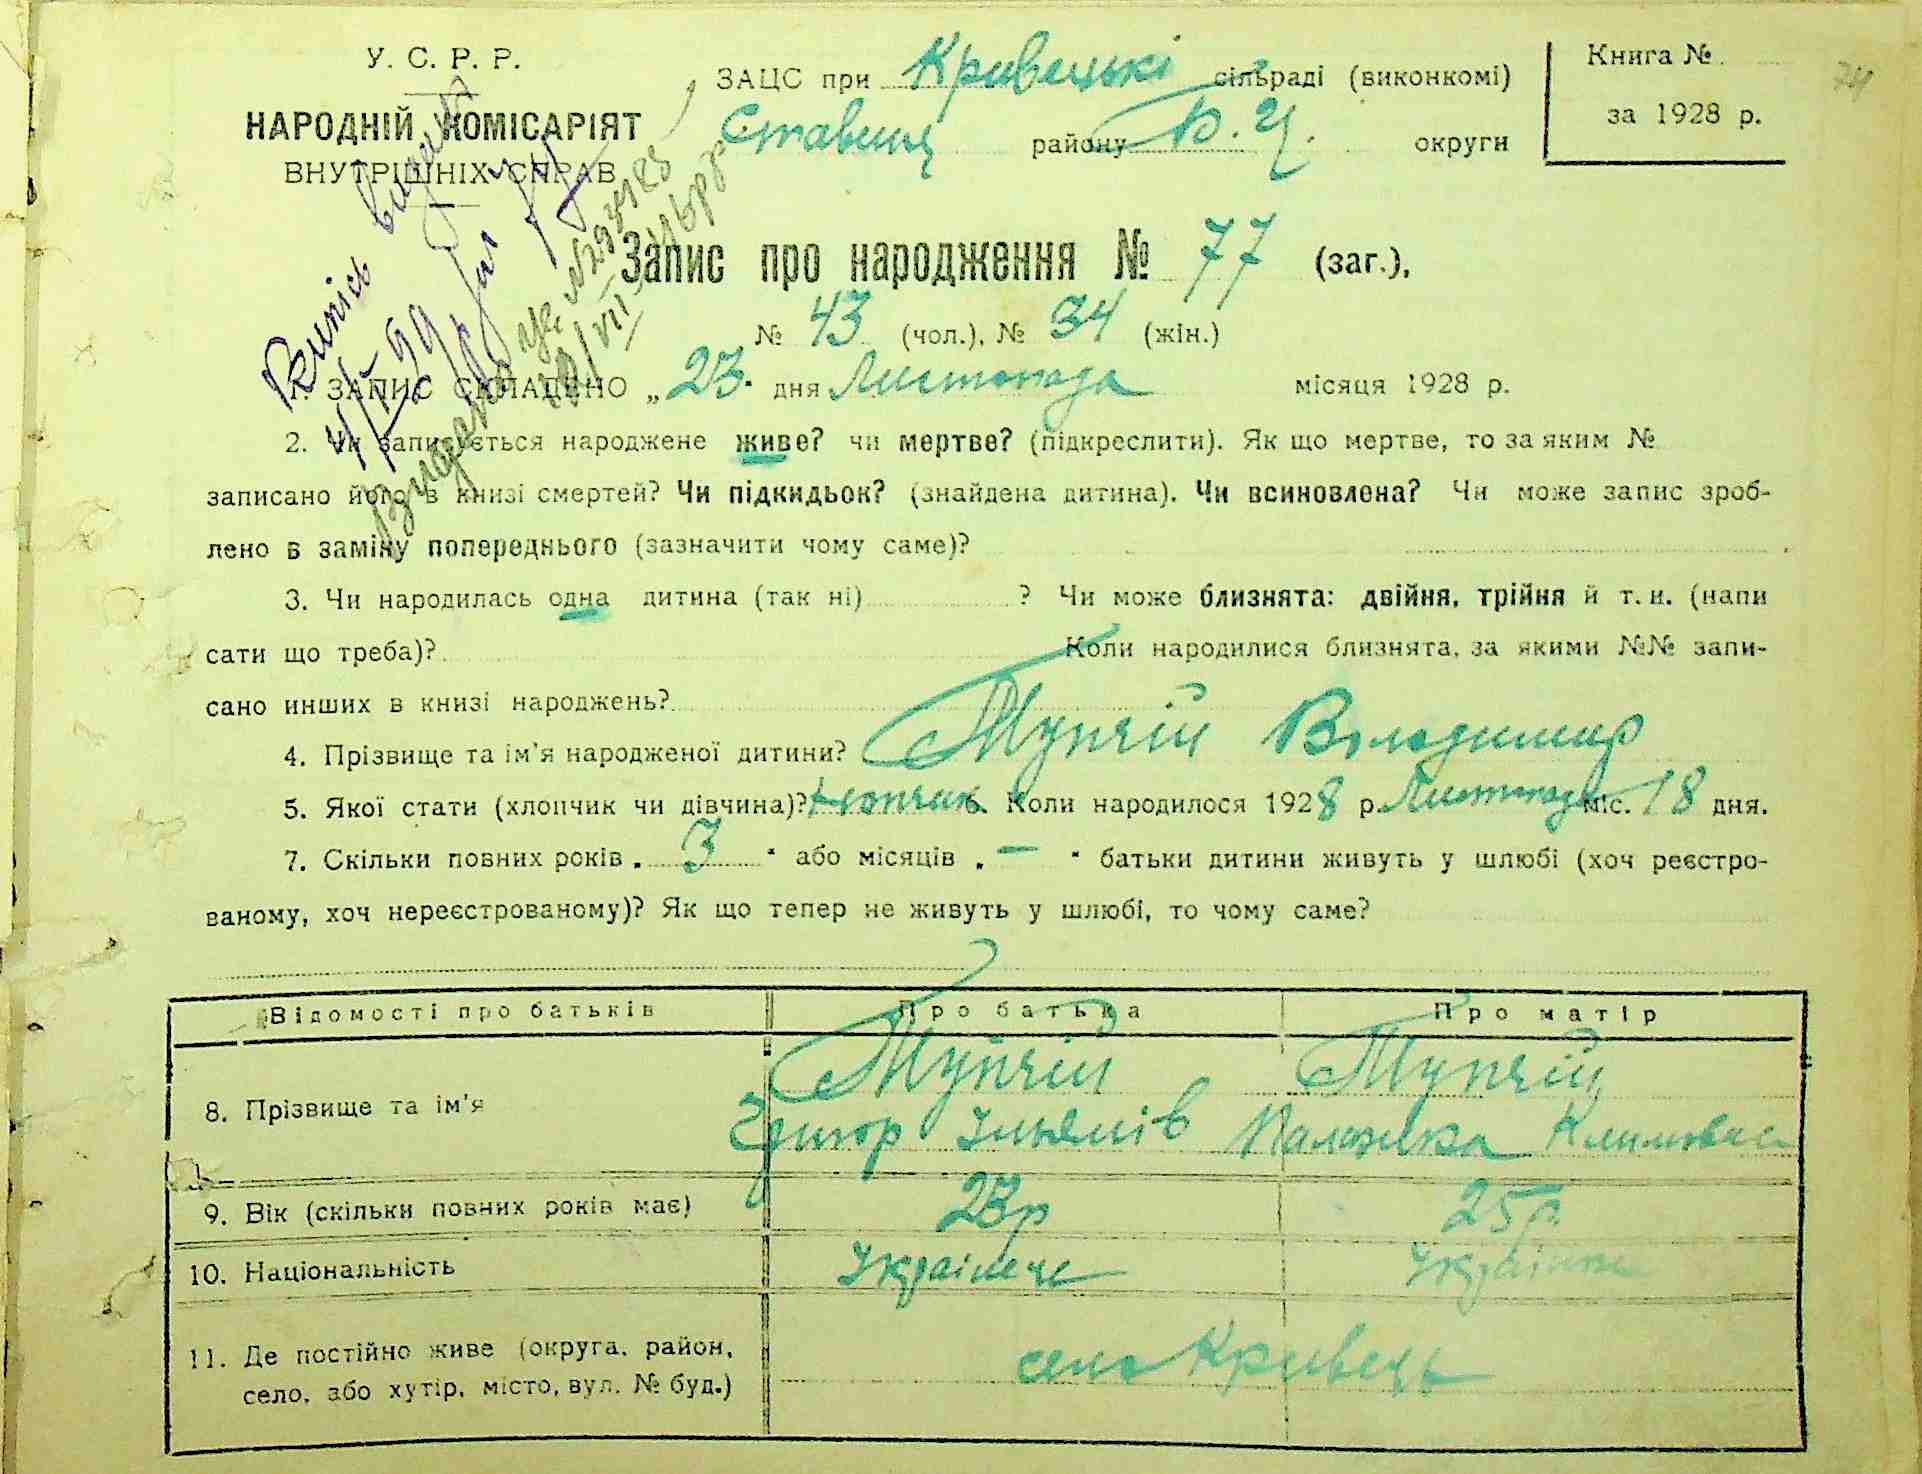 У. С. Р. Р.
НАРОДНІЙ КОМІСАРІЯТ
ВНУТРІШНІХ СПРАВ
ЗАЦС при Кривецькі сільраді (виконкомі)
Ставищ району Б. Ц. округи
Книга №
за 1928 р.
74
Запис про народження № 77 (заг.),
№ 43 (чол.), № 34 (жін.)
1. ЗАПИС СКЛАДЕНО „23" дня Листопада місяця 1928 р.
2. Чи записується народжене живе? чи мертве? (підкреслити). Як що мертве, то за яким №
записано його в книзі смертей? Чи підкидьок? (знайдена дитина). Чи всиновлена? Чи може запис зроб-
лено в заміну попереднього (зазначити чому саме)?
3. Чи народилась одна дитина (так ні) ? Чи може близнята: двійня, трійня й т. и. (напи
сати що треба)? Коли народилися близнята, за якими №№ запи-
сано инших в книзі народжень?
4. Прізвище та ім'я народженої дитини? Тупчій Володимир
5. Якої стати (хлопчик чи дівчина)? Хлопчик 6. Коли народилося 1928 р. Листопада міс. 18 дня.
7. Скільки повних років „ 3 " або місяців „ — " батьки дитини живуть у шлюбі (хоч реєстро-
ваному, хоч нереєстрованому)? Як що тепер не живуть у шлюбі, то чому саме?
Відомості про батьків Про батька Про матір
8. Прізвище та ім'я Тупчій Тупчій
Григор Палажка
9. Вік (скільки повних років має) 23р 25р.
10. Національність Українець Українка
11. Де постійно живе (округа, район,
село, або хутір, місто, вул. № буд.) село Кривець